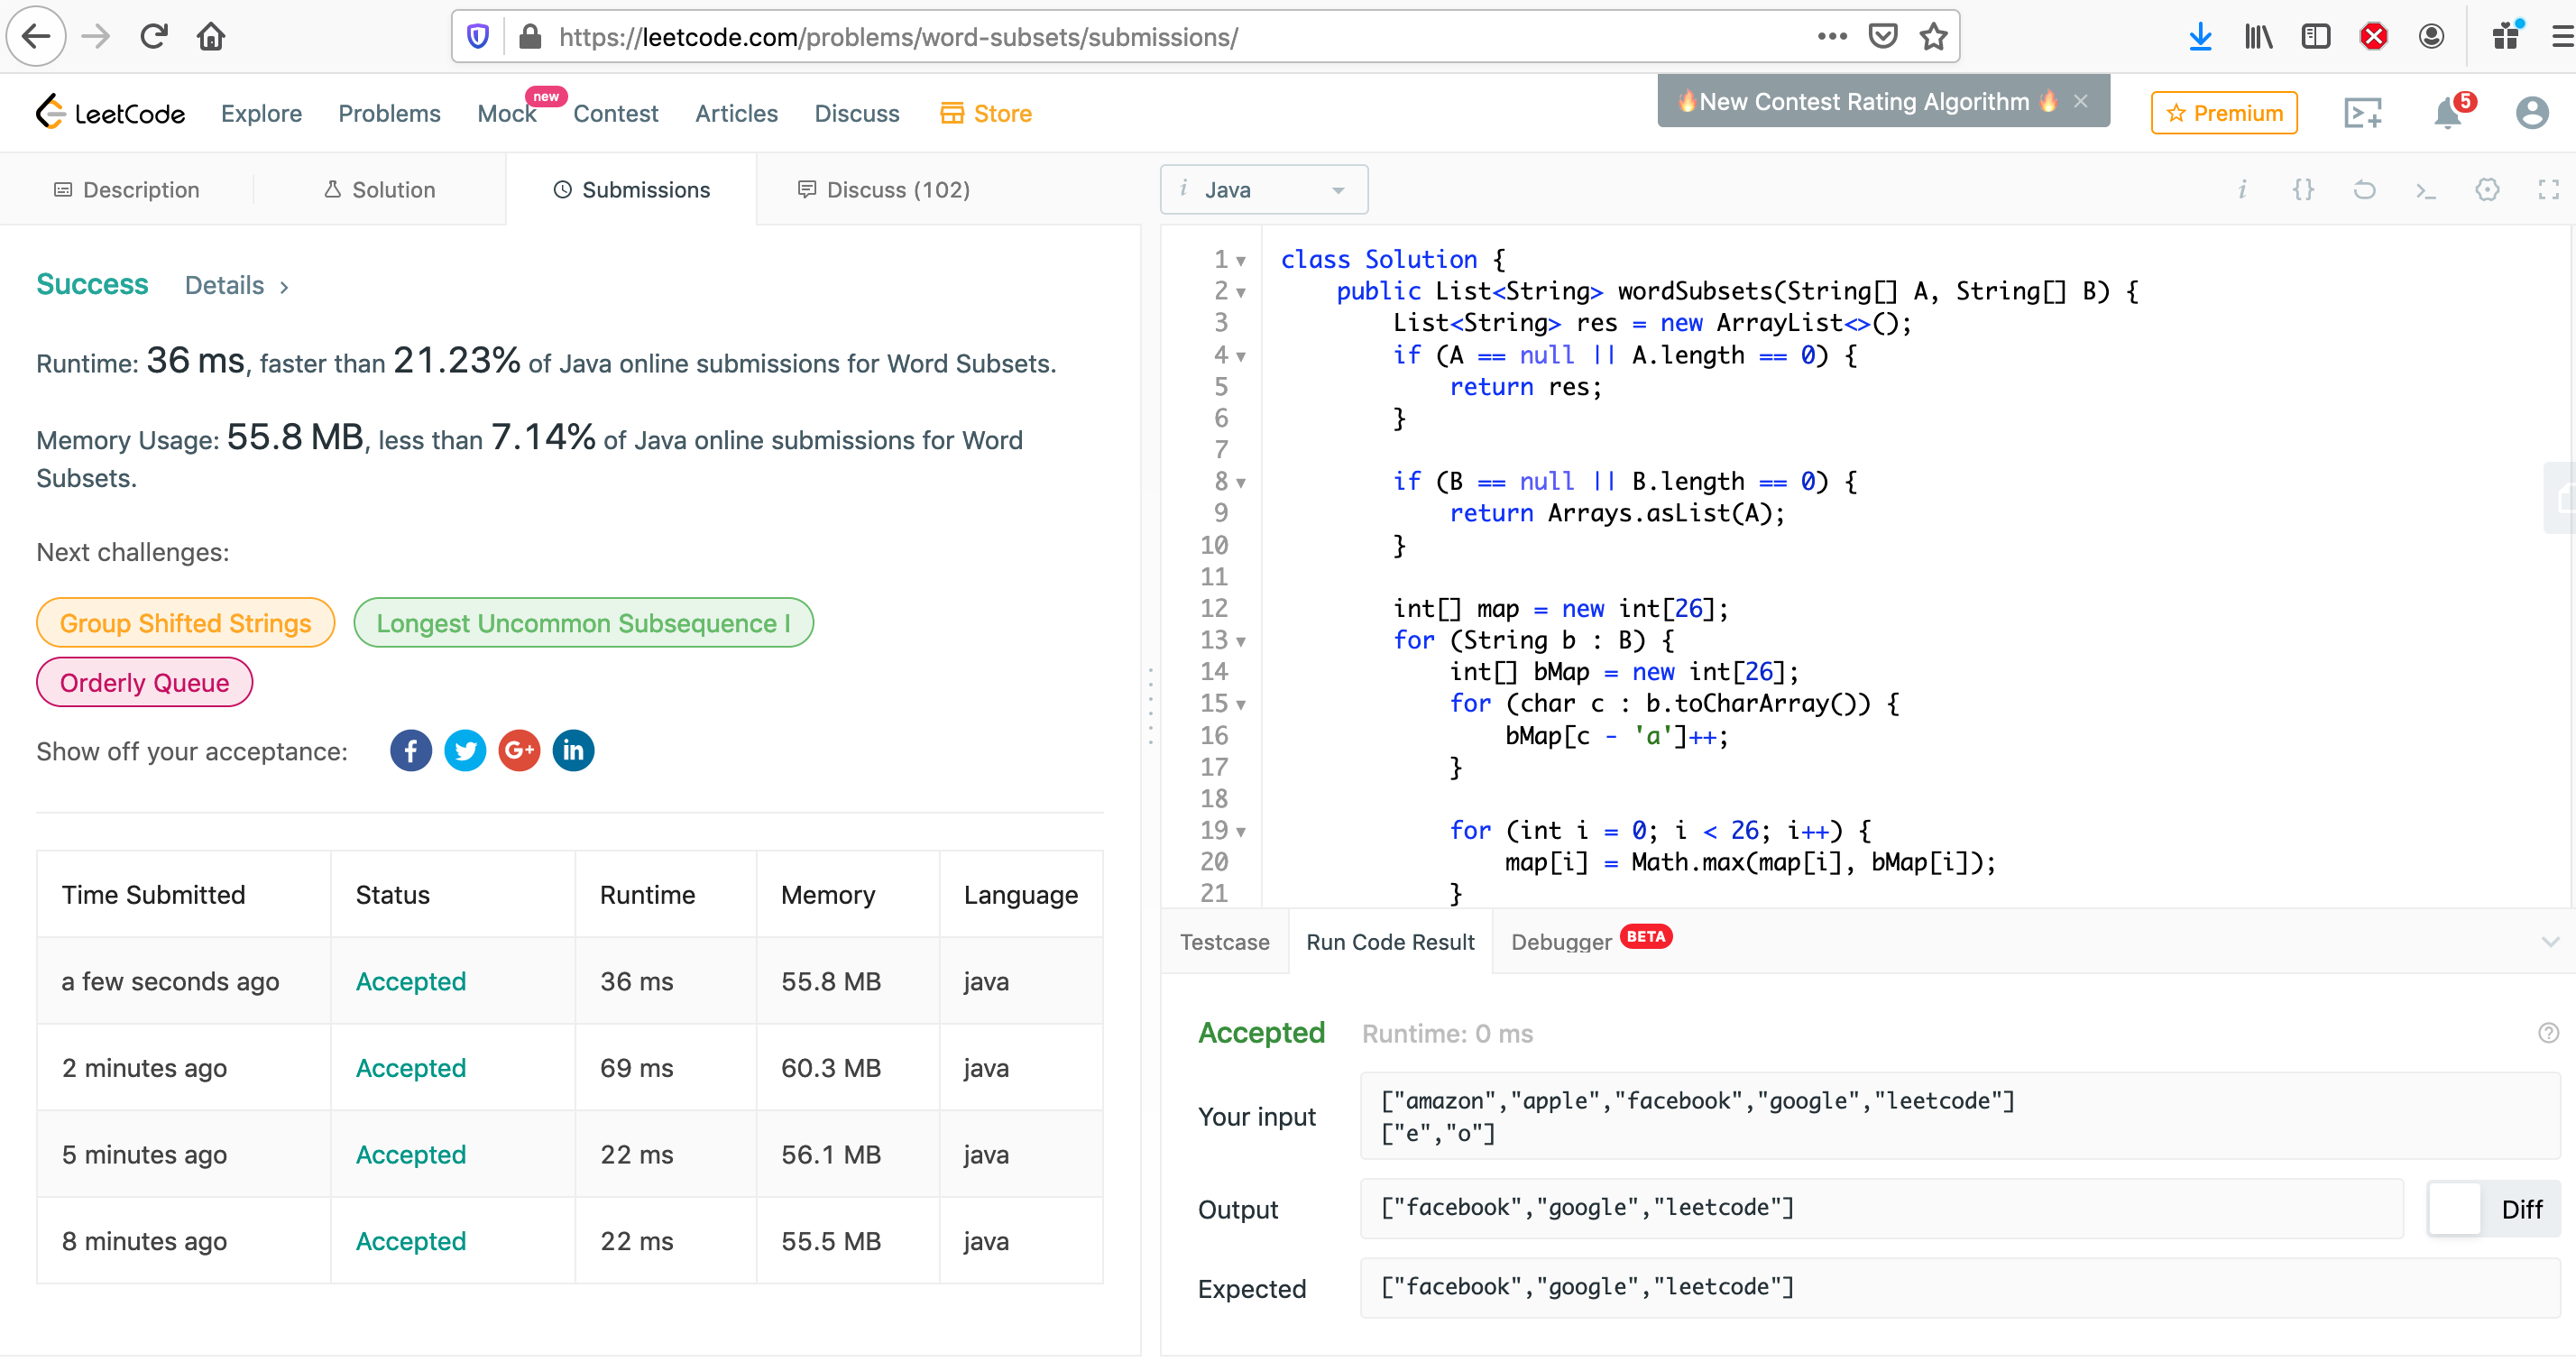 https://leetcode.com/problems/word-subsets/submissions/
LeetCode Explore Problems Mock new Contest Articles Discuss Store
🔥New Contest Rating Algorithm 🔥 ×
Premium
5
Description
Solution
Submissions
Discuss (102)
Success Details >
Runtime: 36 ms, faster than 21.23% of Java online submissions for Word Subsets.
Memory Usage: 55.8 MB, less than 7.14% of Java online submissions for Word
Subsets.
Next challenges:
Group Shifted Strings Longest Uncommon Subsequence I
Orderly Queue
Show off your acceptance: f G+ in
Time Submitted Status Runtime Memory Language
a few seconds ago Accepted 36 ms 55.8 MB java
2 minutes ago Accepted 69 ms 60.3 MB java
5 minutes ago Accepted 22 ms 56.1 MB java
8 minutes ago Accepted 22 ms 55.5 MB java
i Java
i {} >_
1 class Solution {
2 public List<String> wordSubsets(String[] A, String[] B) {
3 List<String> res = new ArrayList<>();
4 if (A == null || A.length == 0) {
5 return res;
6 }
7
8 if (B == null || B.length == 0) {
9 return Arrays.asList(A);
10 }
11
12 int[] map = new int[26];
13 for (String b : B) {
14 int[] bMap = new int[26];
15 for (char c : b.toCharArray()) {
16 bMap[c - 'a']++;
17 }
18
19 for (int i = 0; i < 26; i++) {
20 map[i] = Math.max(map[i], bMap[i]);
21 }
Testcase Run Code Result Debugger BETA
Accepted Runtime: 0 ms
Your input
["amazon","apple","facebook","google","leetcode"]
["e","o"]
Output ["facebook","google","leetcode"] Diff
Expected ["facebook","google","leetcode"]